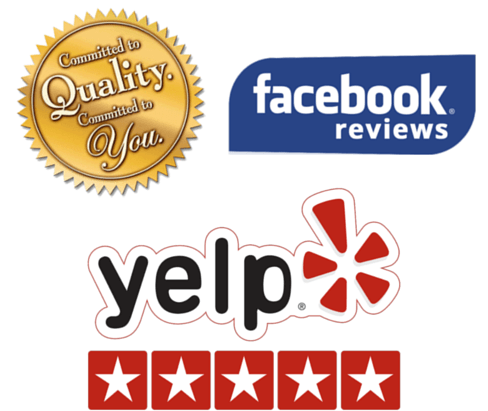 Committed to
Quality.
Committed to
You.
facebook®
reviews
yelp®